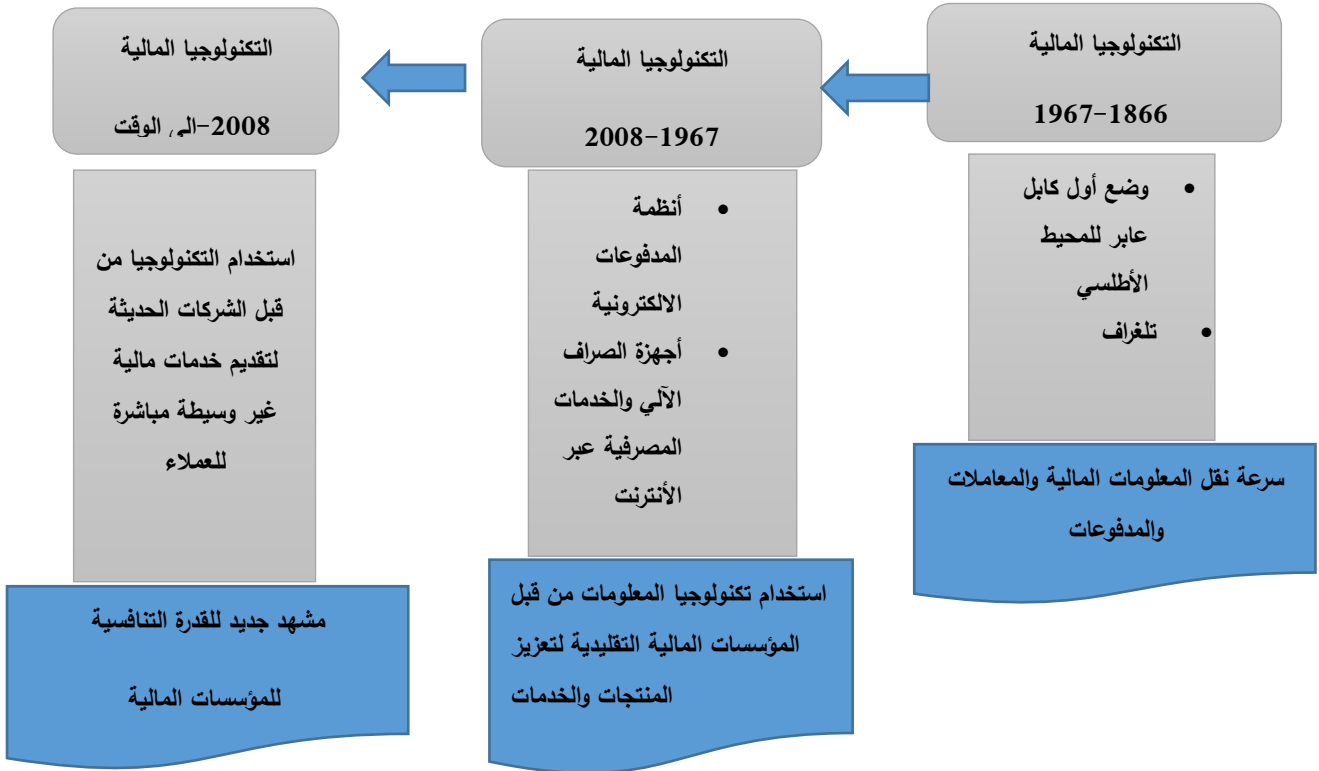 التكنولوجيا المالية
1967-1866
• وضع أول كابل
عابر للمحيط
الأطلسي
• تلغراف
سرعة نقل المعلومات المالية والمعاملات
والمدفوعات
التكنولوجيا المالية
2008-1967
• أنظمة
المدفوعات
الالكترونية
• أجهزة الصراف
الآلي والخدمات
المصرفية عبر
الأنترنت
استخدام تكنولوجيا المعلومات من قبل
المؤسسات المالية التقليدية لتعزيز
المنتجات والخدمات
التكنولوجيا المالية
2008-الى الوقت
استخدام التكنولوجيا من
قبل الشركات الحديثة
لتقديم خدمات مالية
غير وسيطة مباشرة
للعملاء
مشهد جديد للقدرة التنافسية
للمؤسسات المالية